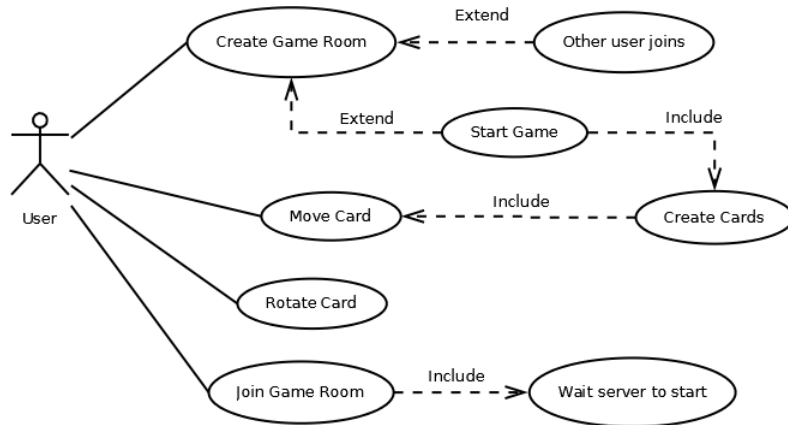 Extend
Create Game Room
Other user joins
Extend
Start Game
Include
User
Move Card
Include
Create Cards
Rotate Card
Join Game Room
Include
Wait server to start